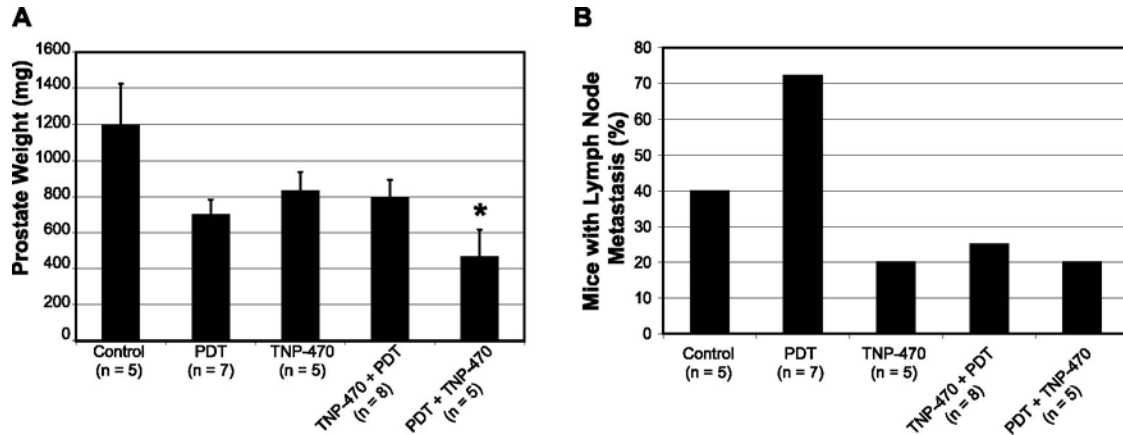 A
Prostate Weight (mg)
1600
1400
1200
1000
800
600
400
200
0
*
Control
(n = 5)
PDT
(n = 7)
TNP-470
(n = 5)
TNP-470 + PDT
(n = 8)
PDT + TNP-470
(n = 5)
B
Mice with Lymph Node
Metastasis (%)
80
70
60
50
40
30
20
10
0
Control
(n = 5)
PDT
(n = 7)
TNP-470
(n = 5)
TNP-470 + PDT
(n = 8)
PDT + TNP-470
(n = 5)